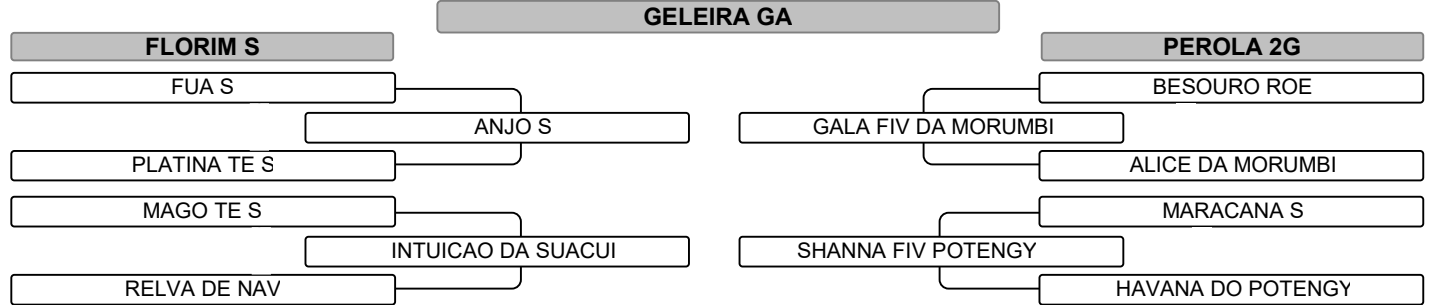 GELEIRA GA
FLORIM S PEROLA 2G
FUA S BESOURO ROE
ANJO S GALA FIV DA MORUMBI
PLATINA TE S ALICE DA MORUMBI
MAGO TE S MARACANA S
INTUICAO DA SUACUI SHANNA FIV POTENGY
RELVA DE NAV HAVANA DO POTENGY